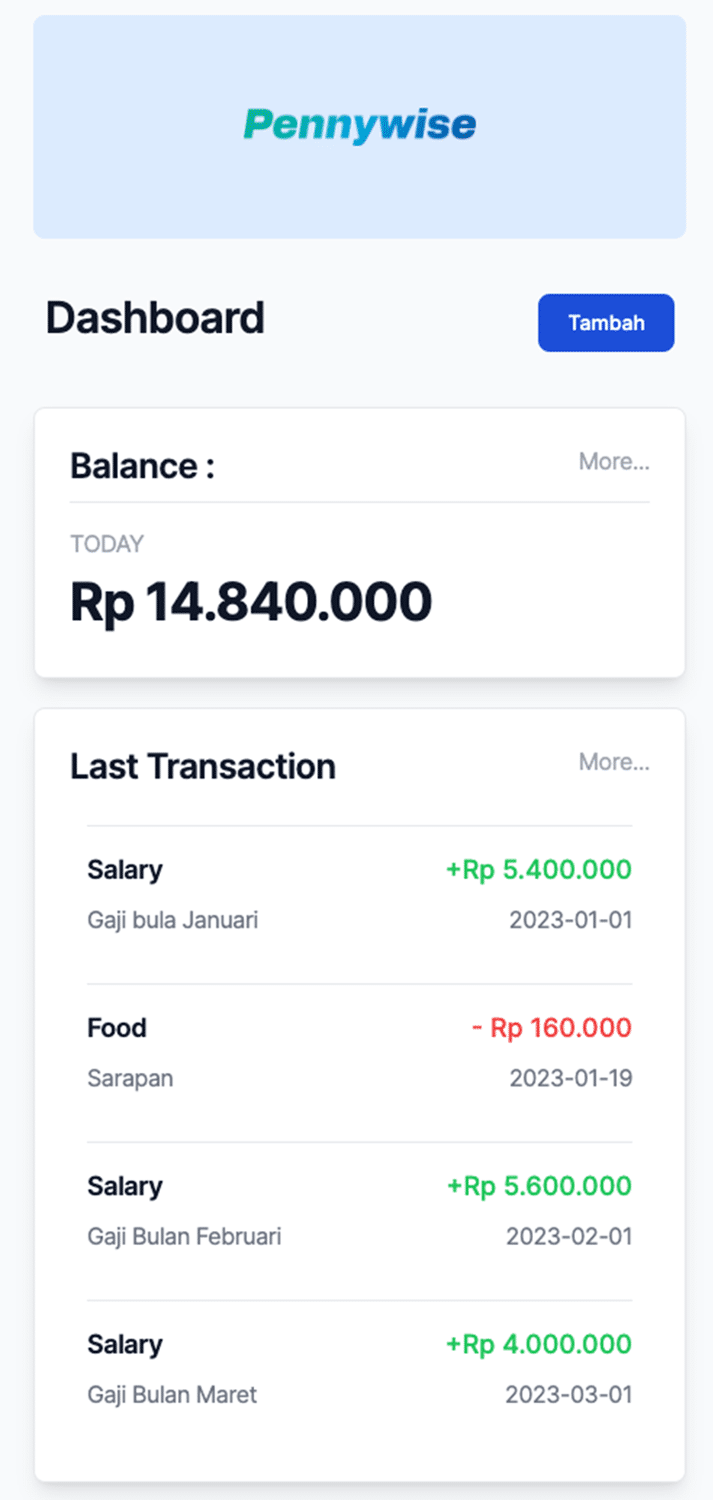 Pennywise
Dashboard
Tambah
Balance :
More...
TODAY
Rp 14.840.000
Last Transaction
More...
Salary
+Rp 5.400.000
Gaji bula Januari
2023-01-01
Food
- Rp 160.000
Sarapan
2023-01-19
Salary
+Rp 5.600.000
Gaji Bulan Februari
2023-02-01
Salary
+Rp 4.000.000
Gaji Bulan Maret
2023-03-01